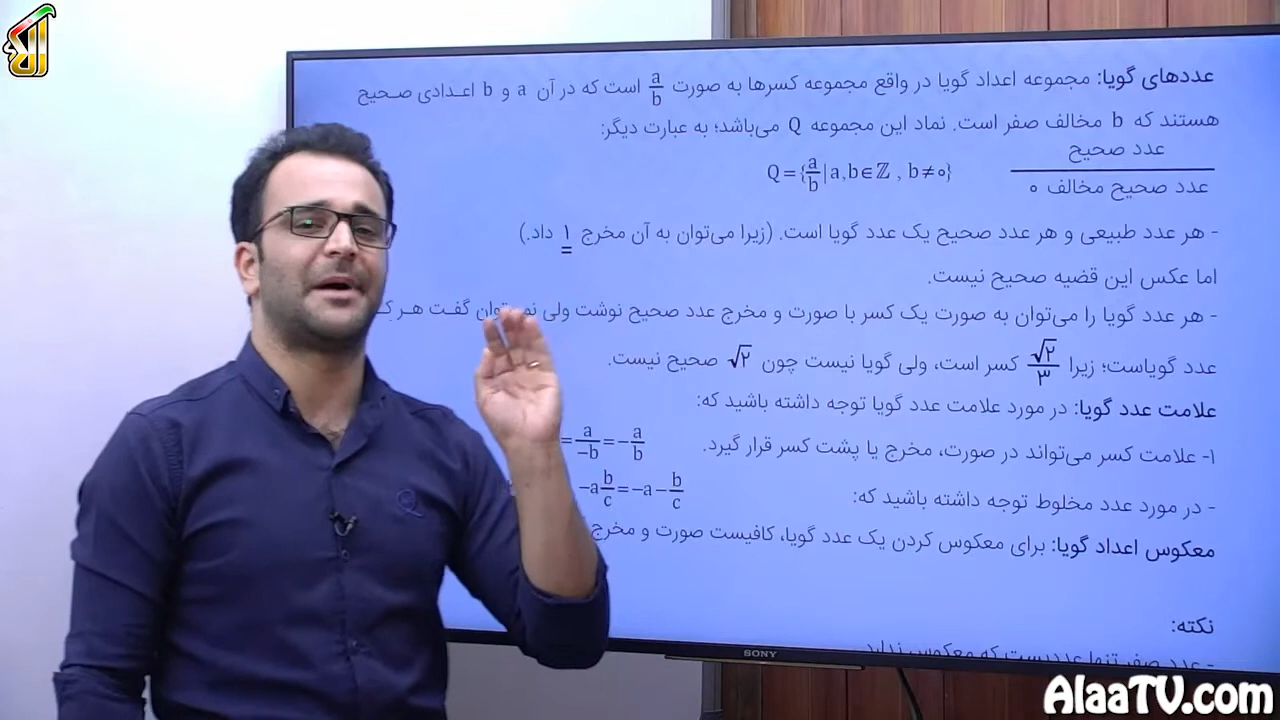 عددهای گویا: مجموعه اعداد گویا در واقع مجموعه کسرها به صورت a/b است که در آن a و b اعدادی صحیح
هستند که b مخالف صفر است. نماد این مجموعه Q می‌باشد؛ به عبارت دیگر:
عدد صحیح
عدد صحیح مخالف ۰
Q={a/b|a,b∈ℤ , b≠۰}
- هر عدد طبیعی و هر عدد صحیح یک عدد گویا است. (زیرا می‌توان به آن مخرج ۱ داد.)
اما عکس این قضیه صحیح نیست.
- هر عدد گویا را می‌توان به صورت یک کسر با صورت و مخرج عدد صحیح نوشت ولی نمی‌توان گفت هر
عدد گویاست؛ زیرا √۲/۳ کسر است، ولی گویا نیست چون √۲ صحیح نیست.
علامت عدد گویا: در مورد علامت عدد گویا توجه داشته باشید که:
۱- علامت کسر می‌تواند در صورت، مخرج یا پشت کسر قرار گیرد. =a/-b=-a/b
- در مورد عدد مخلوط توجه داشته باشید که: -a b/c=-a-b/c
معکوس اعداد گویا: برای معکوس کردن یک عدد گویا، کافیست صورت و مخرج
نکته:
- عدد صفر تنها عددیست که معکوس ندارد
SONY
AlaaTV.com